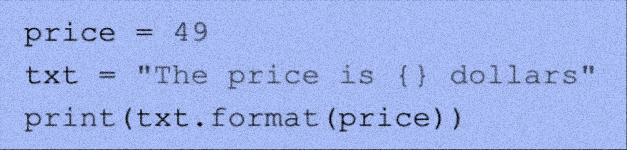 price = 49
txt = "The price is {} dollars"
print(txt.format(price))